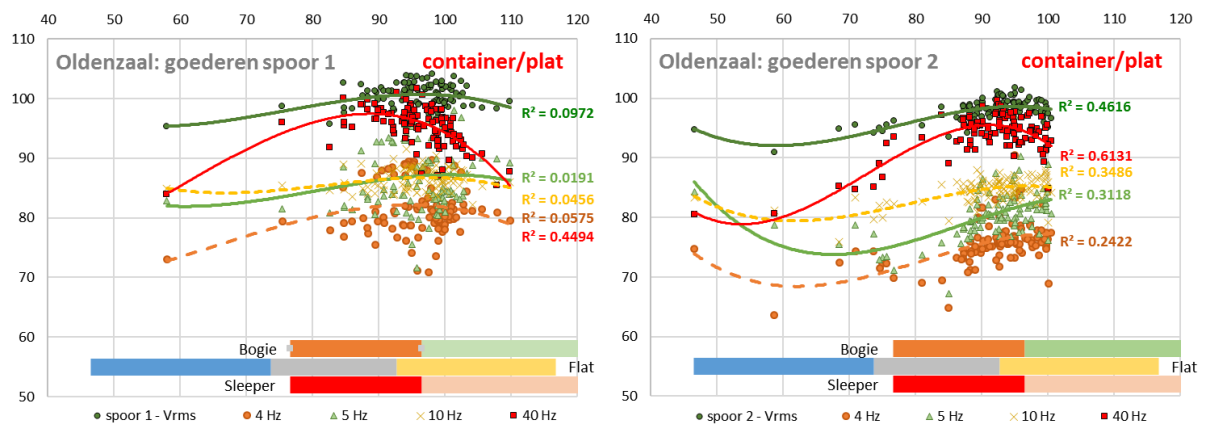 40 50 60 70 80 90 100 110 120
110
Oldenzaal: goederen spoor 1 container/plat
100
R² = 0.0972
90
R² = 0.0191
R² = 0.0456
80
R² = 0.0575
R² = 0.4494
70
60
Bogie
Flat
Sleeper
50
spoor 1 - Vrms 4 Hz 5 Hz 10 Hz 40 Hz
40 50 60 70 80 90 100 110 120
110
Oldenzaal: goederen spoor 2 container/plat
100
R² = 0.4616
90
R² = 0.6131
R² = 0.3486
R² = 0.3118
80
R² = 0.2422
70
60
Bogie
Flat
Sleeper
50
spoor 2 - Vrms 4 Hz 5 Hz 10 Hz 40 Hz